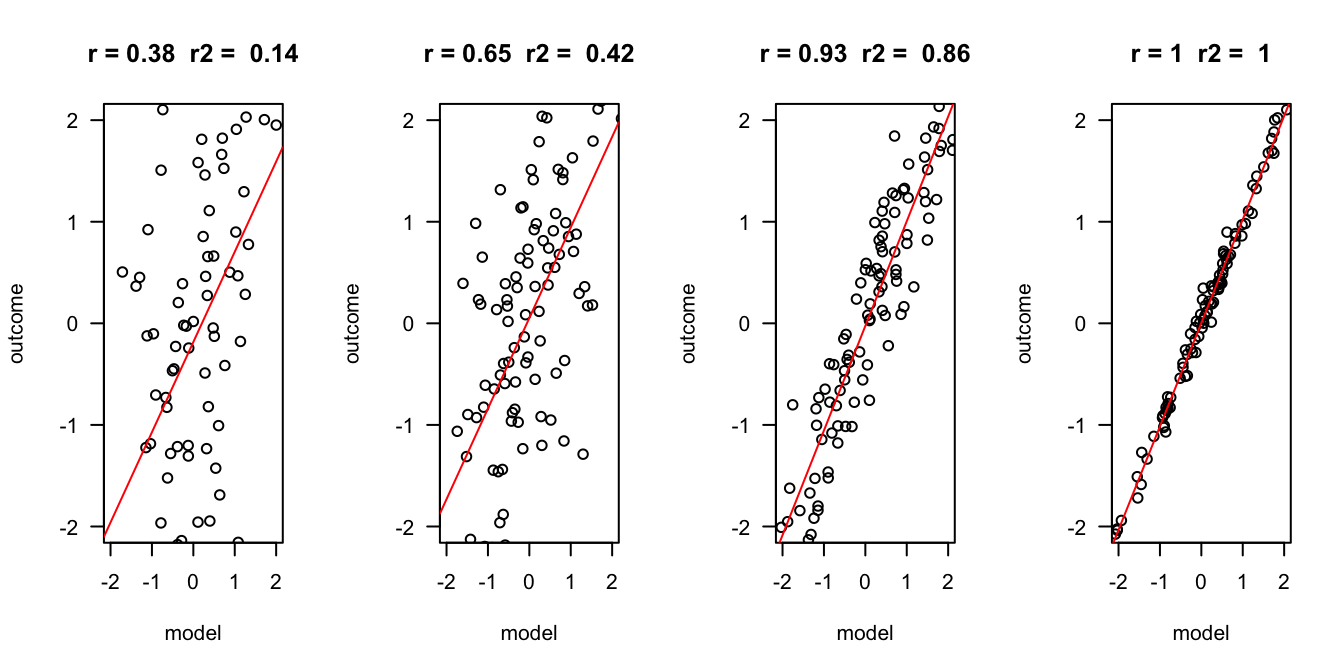 r = 0.38  r2 =  0.14
outcome
2
1
0
-1
-2
-2 -1 0 1 2
model
r = 0.65  r2 =  0.42
outcome
2
1
0
-1
-2
-2 -1 0 1 2
model
r = 0.93  r2 =  0.86
outcome
2
1
0
-1
-2
-2 -1 0 1 2
model
r = 1  r2 =  1
outcome
2
1
0
-1
-2
-2 -1 0 1 2
model